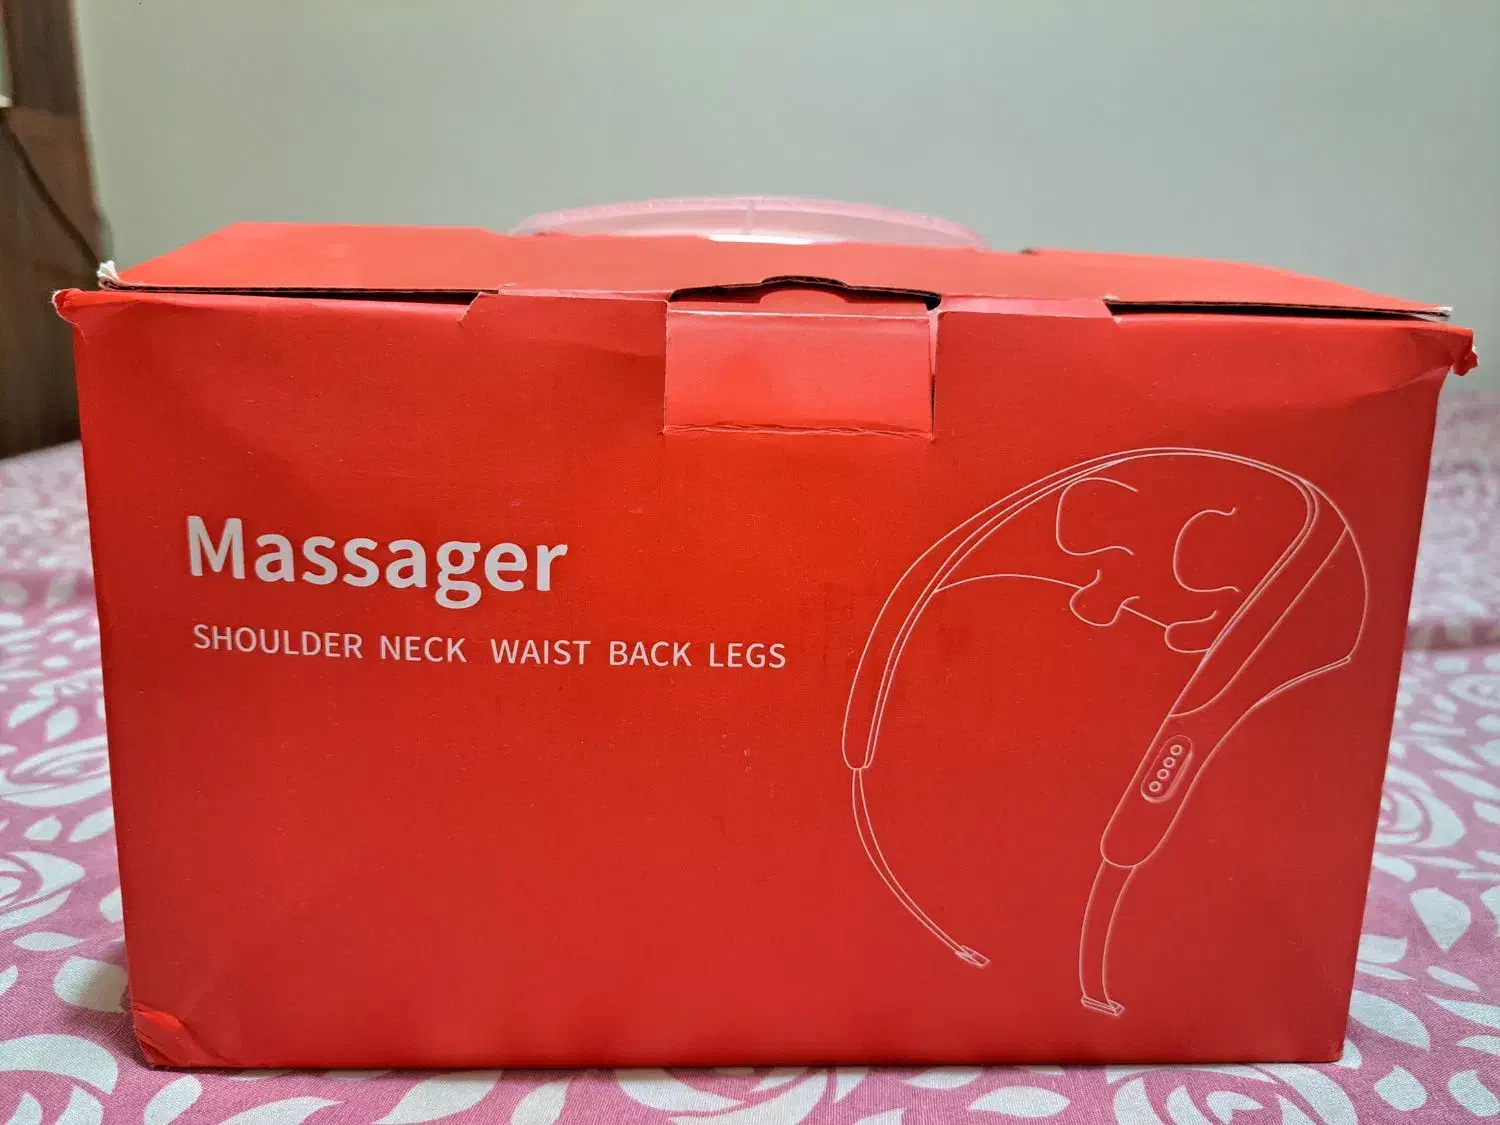 Massager
SHOULDER NECK WAIST BACK LEGS